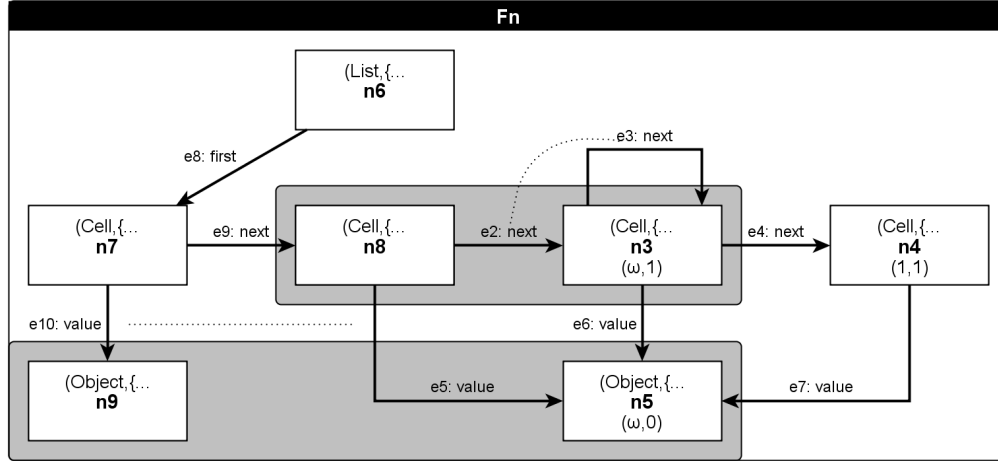 Fn
(List,{...
n6
e3: next
e8: first
(Cell,{...
n7
e9: next
(Cell,{...
n8
e2: next
(Cell,{...
n3
(ω,1)
e4: next
(Cell,{...
n4
(1,1)
e10: value
e6: value
(Object,{...
n9
e5: value
(Object,{...
n5
(ω,0)
e7: value